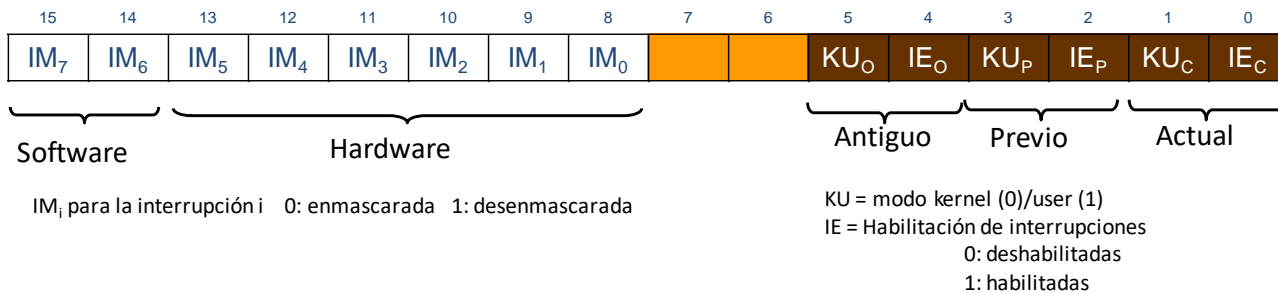 15 14 13 12 11 10 9 8 7 6 5 4 3 2 1 0
IM7 IM6 IM5 IM4 IM3 IM2 IM1 IM0 KUO IEO KUP IEP KUC IEC
Software Hardware Antiguo Previo Actual
IMi para la interrupción i 0: enmascarada 1: desenmascarada
KU = modo kernel (0)/user (1)
IE = Habilitación de interrupciones
0: deshabilitadas
1: habilitadas